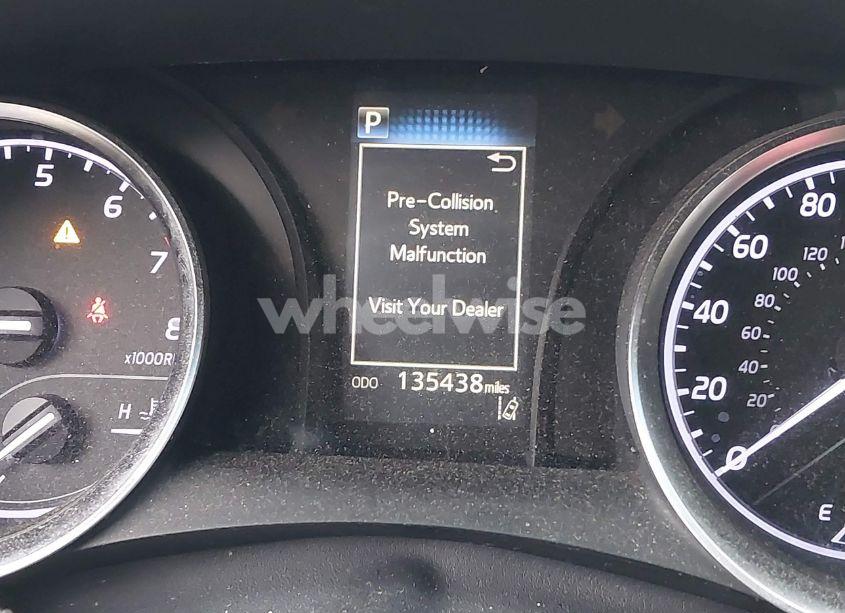 P
Pre-Collision
System
Malfunction
Visit Your Dealer
ODO 135438 miles
5
6
7
8
H
80
60
40
20
0
120
100
80
60
40
20
E
wheelwise